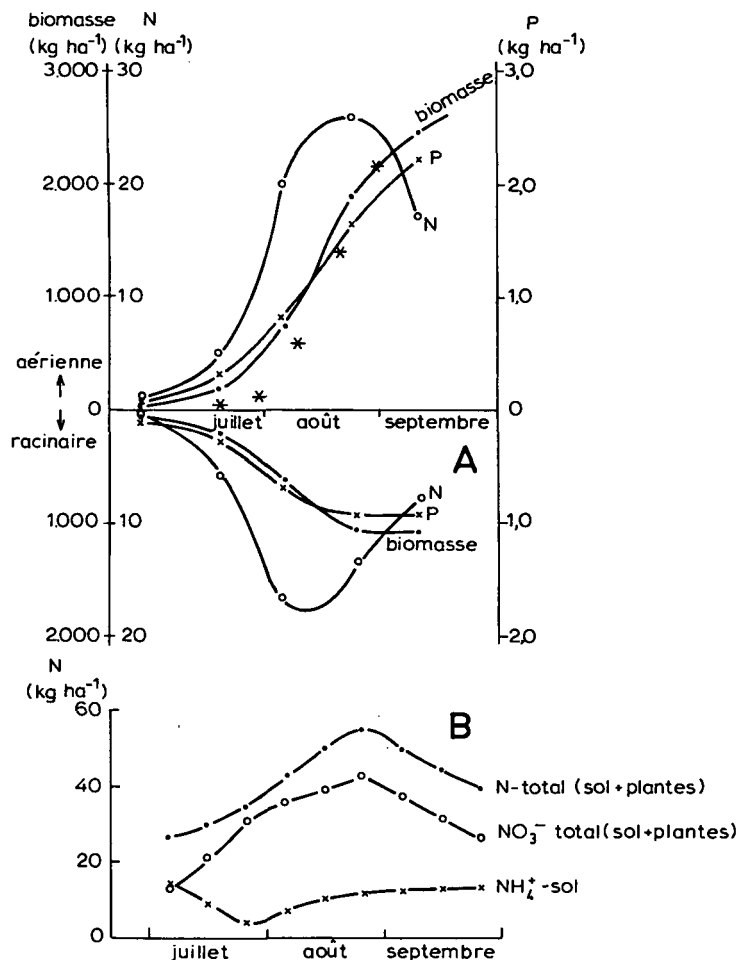 biomasse N
(kg ha⁻¹) (kg ha⁻¹)
P
(kg ha⁻¹)
3.000 30
3,0
biomasse
P
2.000 20
2,0
N
1.000 10
1,0
aérienne
0
0
juillet août septembre
racinaire
A
N
P
1.000 10
1,0
biomasse
2.000 20
2,0
N
(kg ha⁻¹)
60
B
40
N-total (sol+plantes)
NO₃⁻ total (sol+plantes)
20
NH₄⁺-sol
0
juillet août septembre